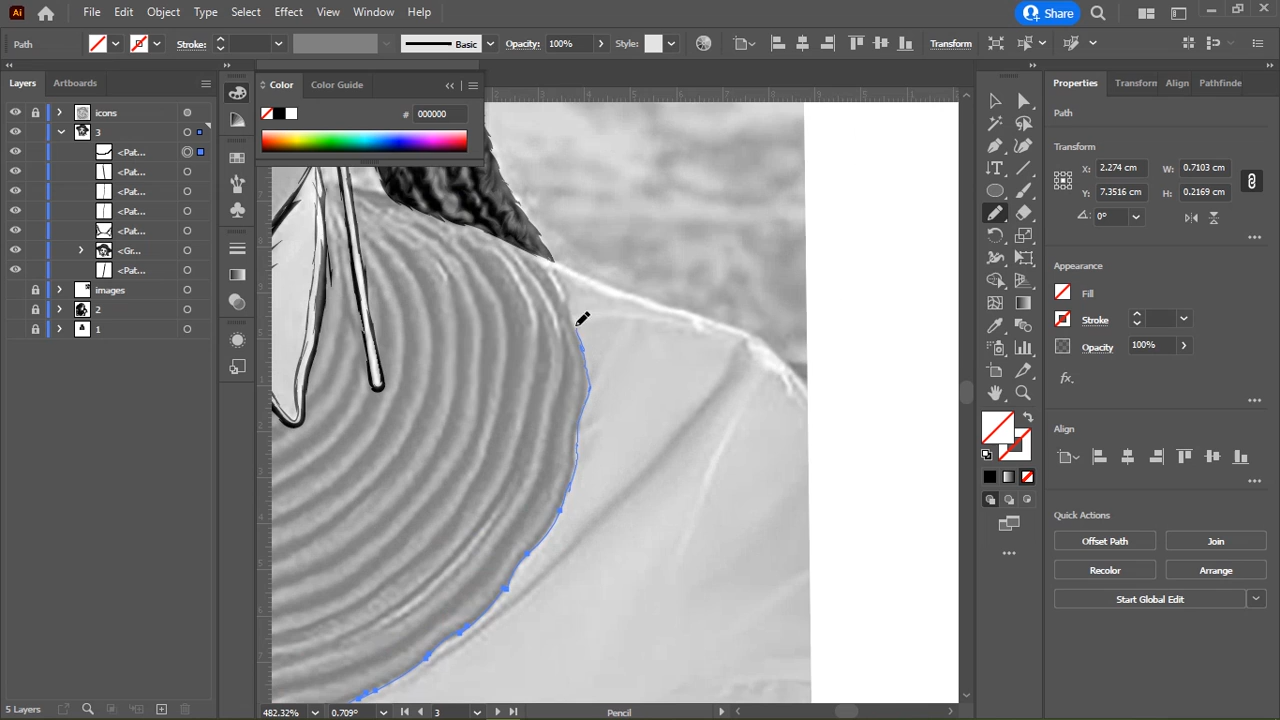 Ai File Edit Object Type Select Effect View Window Help Share
Path Stroke: Basic Opacity: 100% Style: Transform
Layers Artboards
icons
3
<Pat...
<Pat...
<Pat...
<Pat...
<Pat...
<Gr...
<Pat...
images
2
1
5 Layers
Color Color Guide
# 000000
482.32% 0.709° 3 Pencil
Properties Transform Align Pathfinde
Path
Transform
X: 2.274 cm W: 0.7103 cm
Y: 7.3516 cm H: 0.2169 cm
0°
Appearance
Fill
Stroke
Opacity 100%
fx.
Align
Quick Actions
Offset Path Join
Recolor Arrange
Start Global Edit